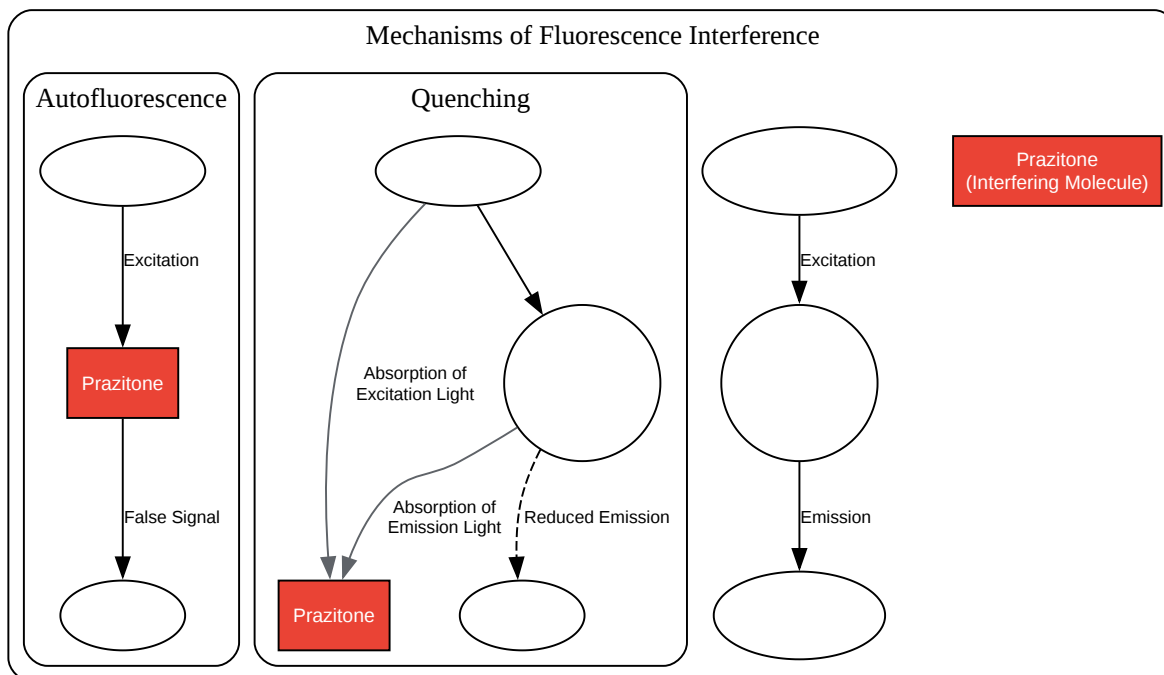 Mechanisms of Fluorescence Interference
Autofluorescence
Excitation
Prazitone
False Signal
Quenching
Absorption of
Excitation Light
Absorption of
Emission Light
Reduced Emission
Prazitone
Excitation
Emission
Prazitone
(Interfering Molecule)